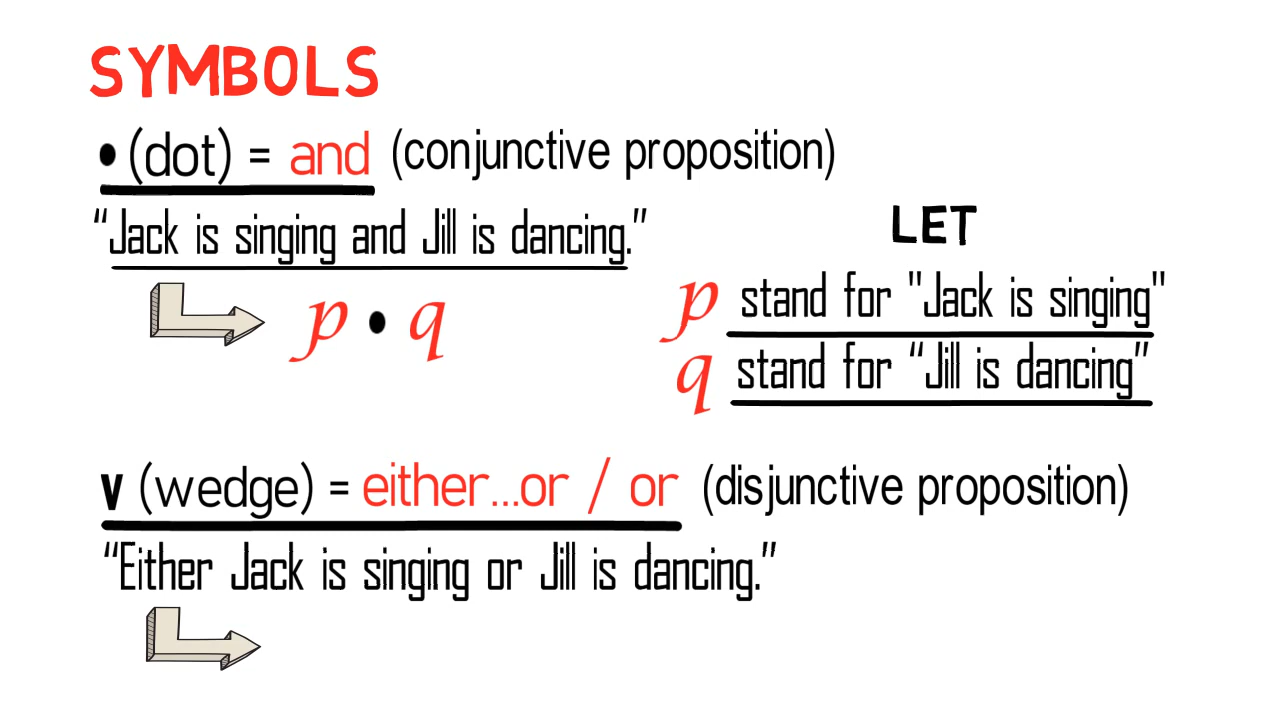 SYMBOLS
• (dot) = and (conjunctive proposition)
“Jack is singing and Jill is dancing.”
p • q
LET
p stand for "Jack is singing"
q stand for “Jill is dancing”
v (wedge) = either...or / or (disjunctive proposition)
“Either Jack is singing or Jill is dancing.”